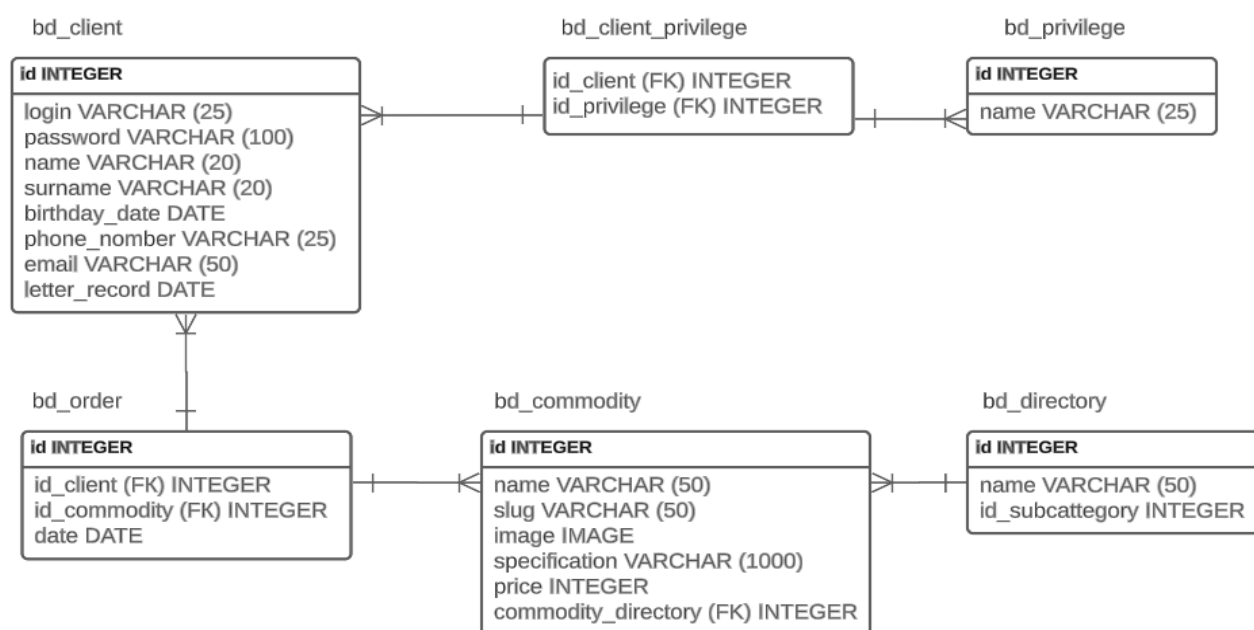 bd_client
id INTEGER
login VARCHAR (25)
password VARCHAR (100)
name VARCHAR (20)
surname VARCHAR (20)
birthday_date DATE
phone_nomber VARCHAR (25)
email VARCHAR (50)
letter_record DATE
bd_client_privilege
id_client (FK) INTEGER
id_privilege (FK) INTEGER
bd_privilege
id INTEGER
name VARCHAR (25)
bd_order
id INTEGER
id_client (FK) INTEGER
id_commodity (FK) INTEGER
date DATE
bd_commodity
id INTEGER
name VARCHAR (50)
slug VARCHAR (50)
image IMAGE
specification VARCHAR (1000)
price INTEGER
commodity_directory (FK) INTEGER
bd_directory
id INTEGER
name VARCHAR (50)
id_subcattegory INTEGER